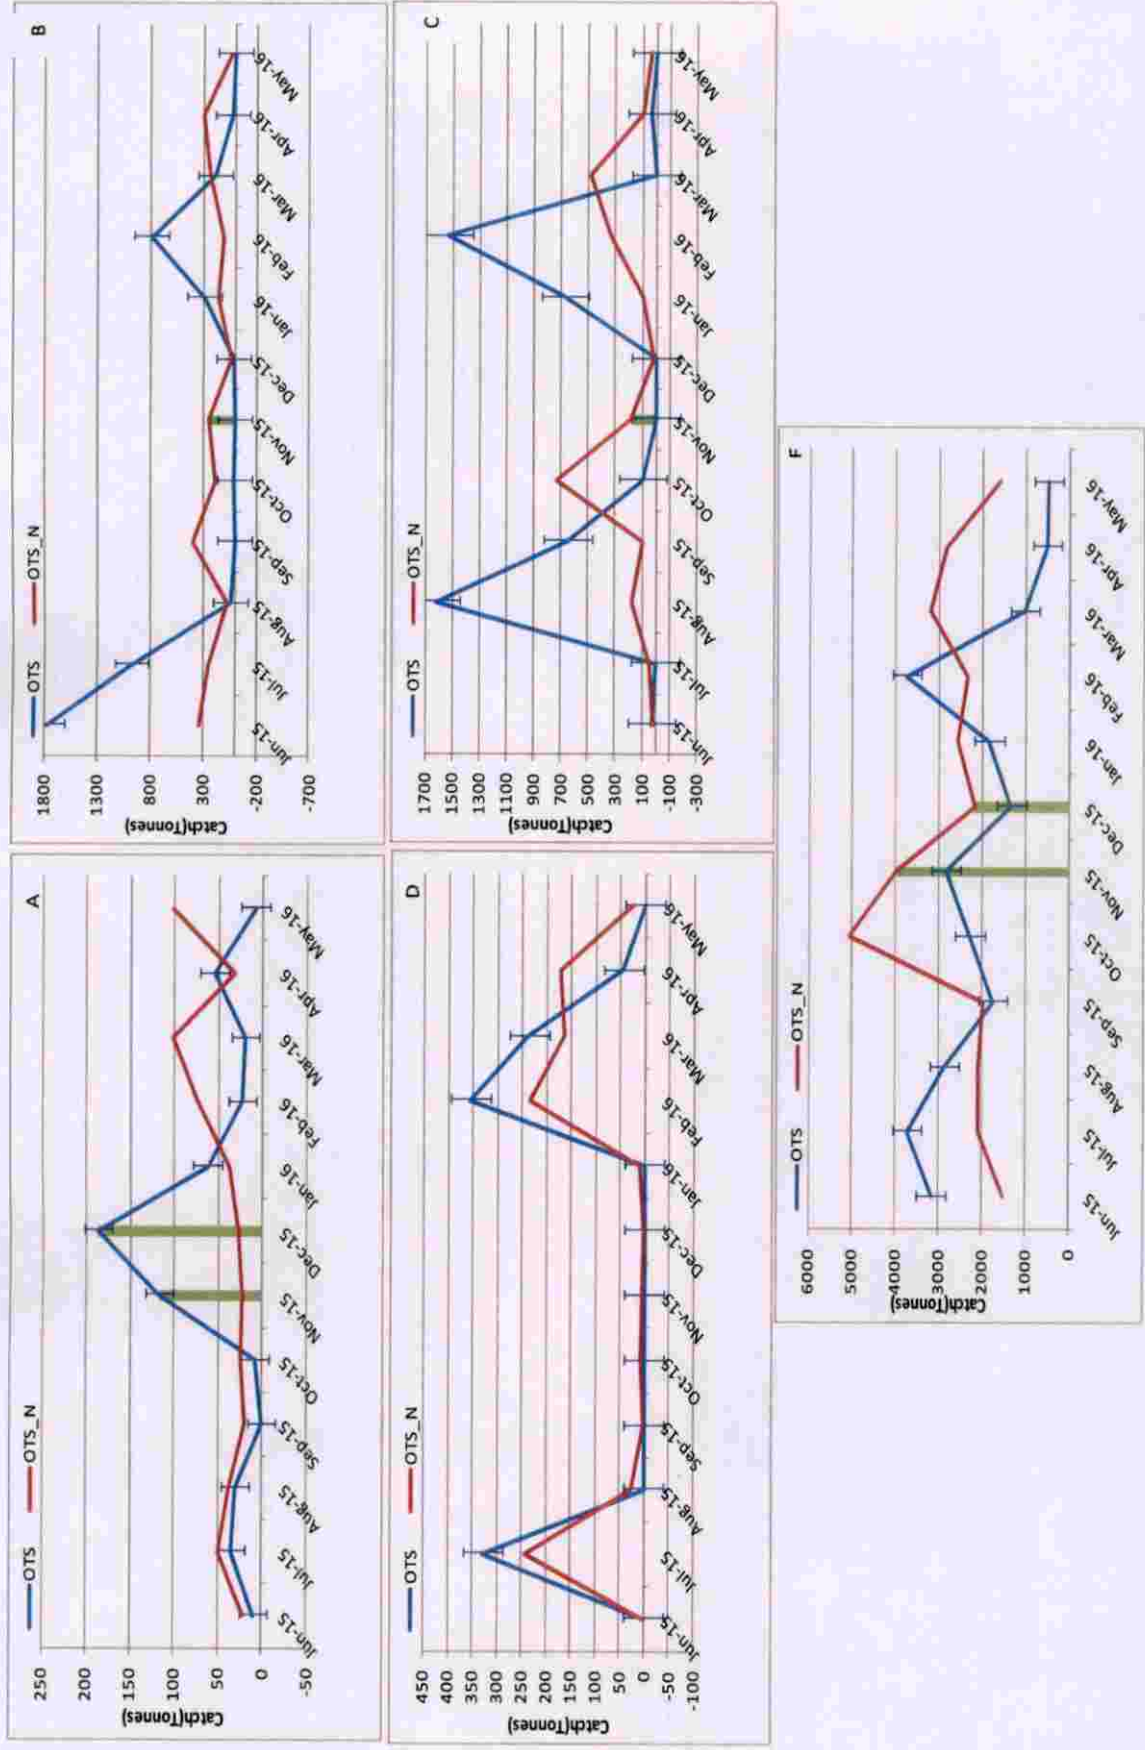 A
OTS OTS_N
Catch(Tonnes)
250
200
150
100
50
0
-50
Jun-15 Jul-15 Aug-15 Sep-15 Oct-15 Nov-15 Dec-15 Jan-16 Feb-16 Mar-16 Apr-16 May-16
B
OTS OTS_N
Catch(Tonnes)
1800
1300
800
300
-200
-700
Jun-15 Jul-15 Aug-15 Sep-15 Oct-15 Nov-15 Dec-15 Jan-16 Feb-16 Mar-16 Apr-16 May-16
D
OTS OTS_N
Catch(Tonnes)
450
400
350
300
250
200
150
100
50
0
-50
-100
Jun-15 Jul-15 Aug-15 Sep-15 Oct-15 Nov-15 Dec-15 Jan-16 Feb-16 Mar-16 Apr-16 May-16
C
OTS OTS_N
Catch(Tonnes)
1700
1500
1300
1100
900
700
500
300
100
-100
-300
Jun-15 Jul-15 Aug-15 Sep-15 Oct-15 Nov-15 Dec-15 Jan-16 Feb-16 Mar-16 Apr-16 May-16
F
OTS OTS_N
Catch(Tonnes)
6000
5000
4000
3000
2000
1000
0
Jun-15 Jul-15 Aug-15 Sep-15 Oct-15 Nov-15 Dec-15 Jan-16 Feb-16 Mar-16 Apr-16 May-16